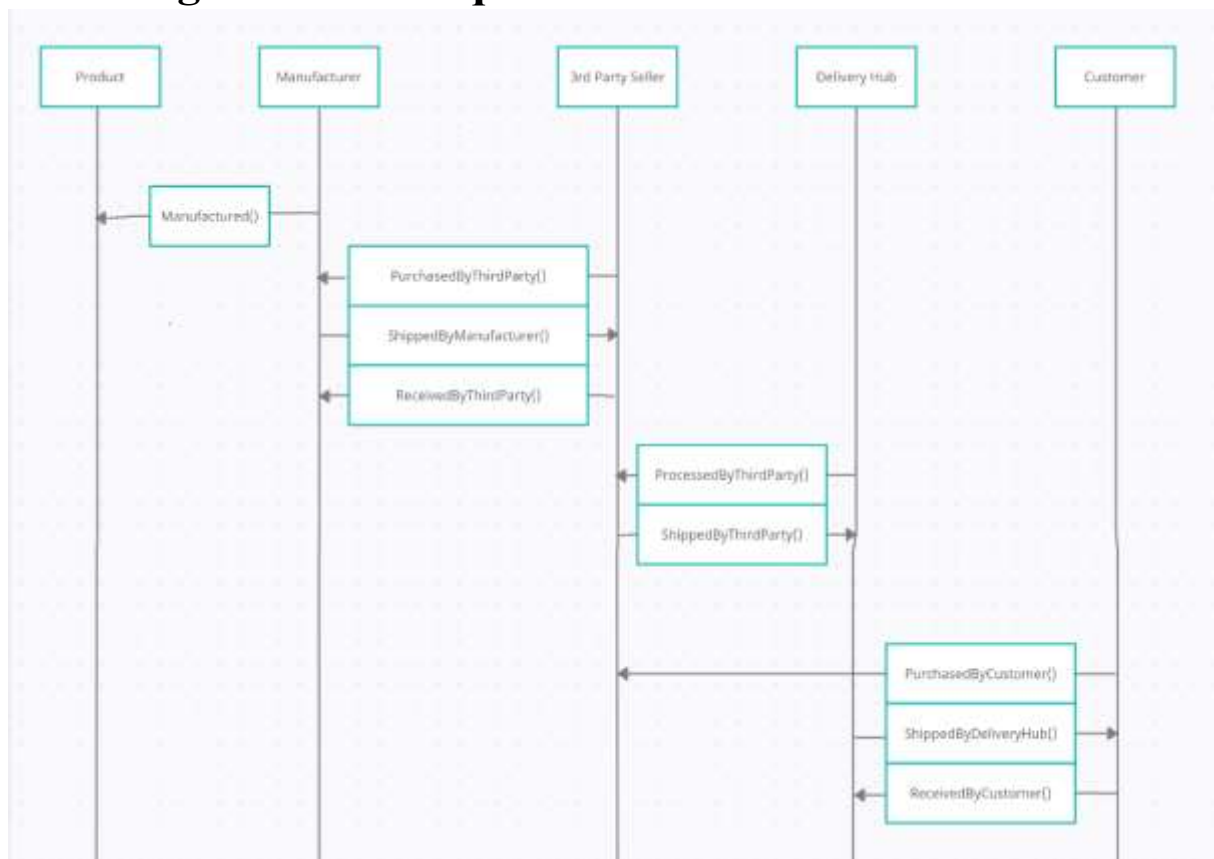 Product
Manufacturer
3rd Party Seller
Delivery Hub
Customer
Manufactured()
PurchasedByThirdParty()
ShippedByManufacturer()
ReceivedByThirdParty()
ProcessedByThirdParty()
ShippedByThirdParty()
PurchasedByCustomer()
ShippedByDeliveryHub()
ReceivedByCustomer()